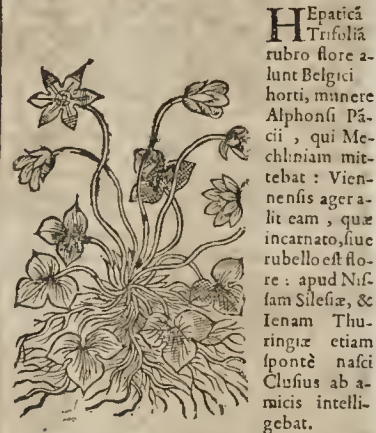 HEpaticā
Trifoliā
rubro flore a-
lunt Belgici
horti, munere
Alphonſi Pā-
cii , qui Me-
chliniam mit-
tebat : Vien-
nenſis ager a-
lit eam , quæ
incarnato, ſiue
rubello eſt flo-
re : apud Niſ-
ſam Sileſiæ, &
Ienam Thu-
ringiæ etiam
ſpontè naſci
Cluſius ab a-
micis intelli-
gebat.